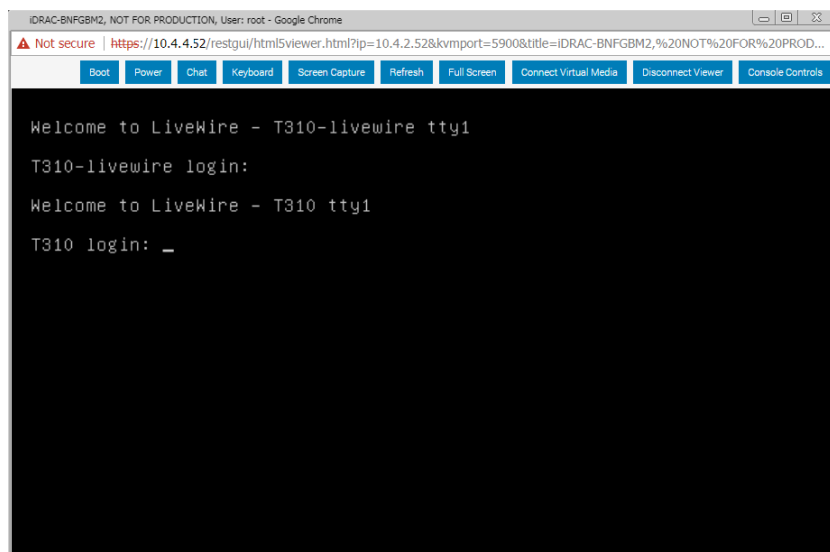 iDRAC-BNFGBM2, NOT FOR PRODUCTION, User: root - Google Chrome
Not secure | https://10.4.4.52/restgui/html5viewer.html?ip=10.4.2.52&kvmport=5900&title=iDRAC-BNFGBM2,%20NOT%20FOR%20PROD...
Boot Power Chat Keyboard Screen Capture Refresh Full Screen Connect Virtual Media Disconnect Viewer Console Controls
Welcome to LiveWire - T310-livewire tty1
T310-livewire login:
Welcome to LiveWire - T310 tty1
T310 login: _